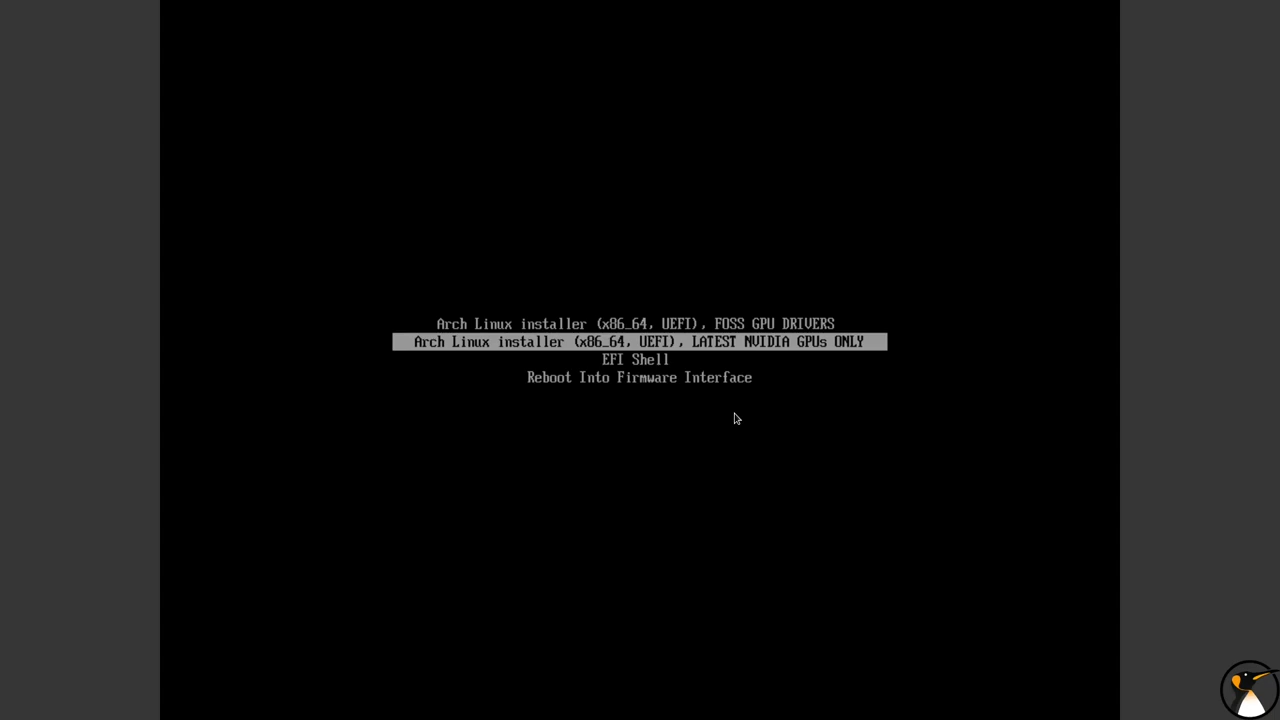 Arch Linux installer (x86_64, UEFI), FOSS GPU DRIVERS
Arch Linux installer (x86_64, UEFI), LATEST NVIDIA GPUs ONLY
EFI Shell
Reboot Into Firmware Interface